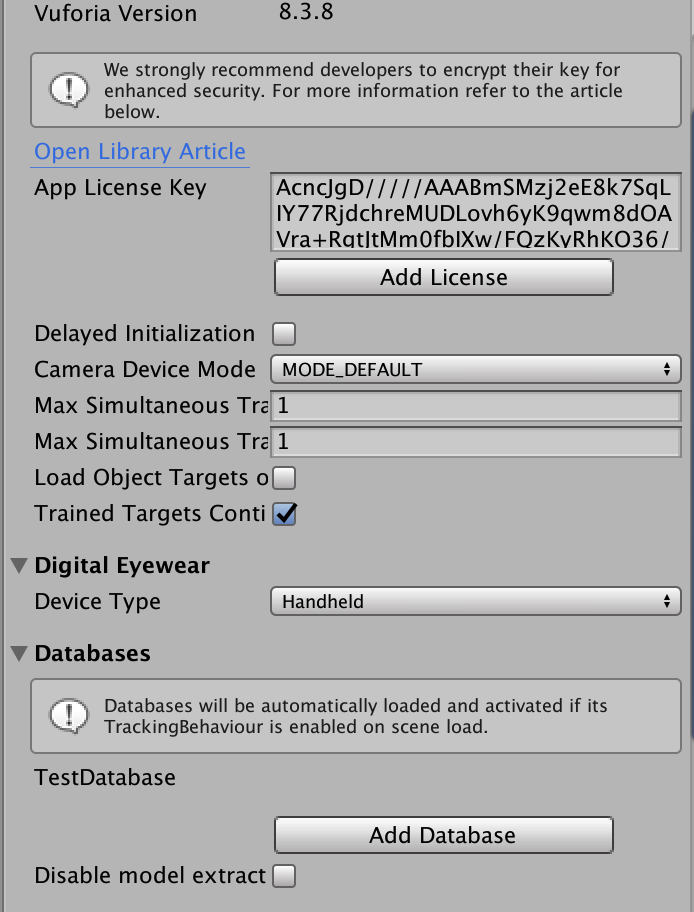 Vuforia Version 8.3.8
We strongly recommend developers to encrypt their key for
enhanced security. For more information refer to the article
below.
Open Library Article
App License Key
AcncJgD/////AAABmSMzj2eE8k7SqL
IY77RjdchreMUDLovh6yK9qwm8dOA
Vra+RqtJtMm0fbIXw/FQzKvRhKO36/
Add License
Delayed Initialization
Camera Device Mode MODE_DEFAULT
Max Simultaneous Tra 1
Max Simultaneous Tra 1
Load Object Targets o
Trained Targets Conti
Digital Eyewear
Device Type Handheld
Databases
Databases will be automatically loaded and activated if its
TrackingBehaviour is enabled on scene load.
TestDatabase
Add Database
Disable model extract